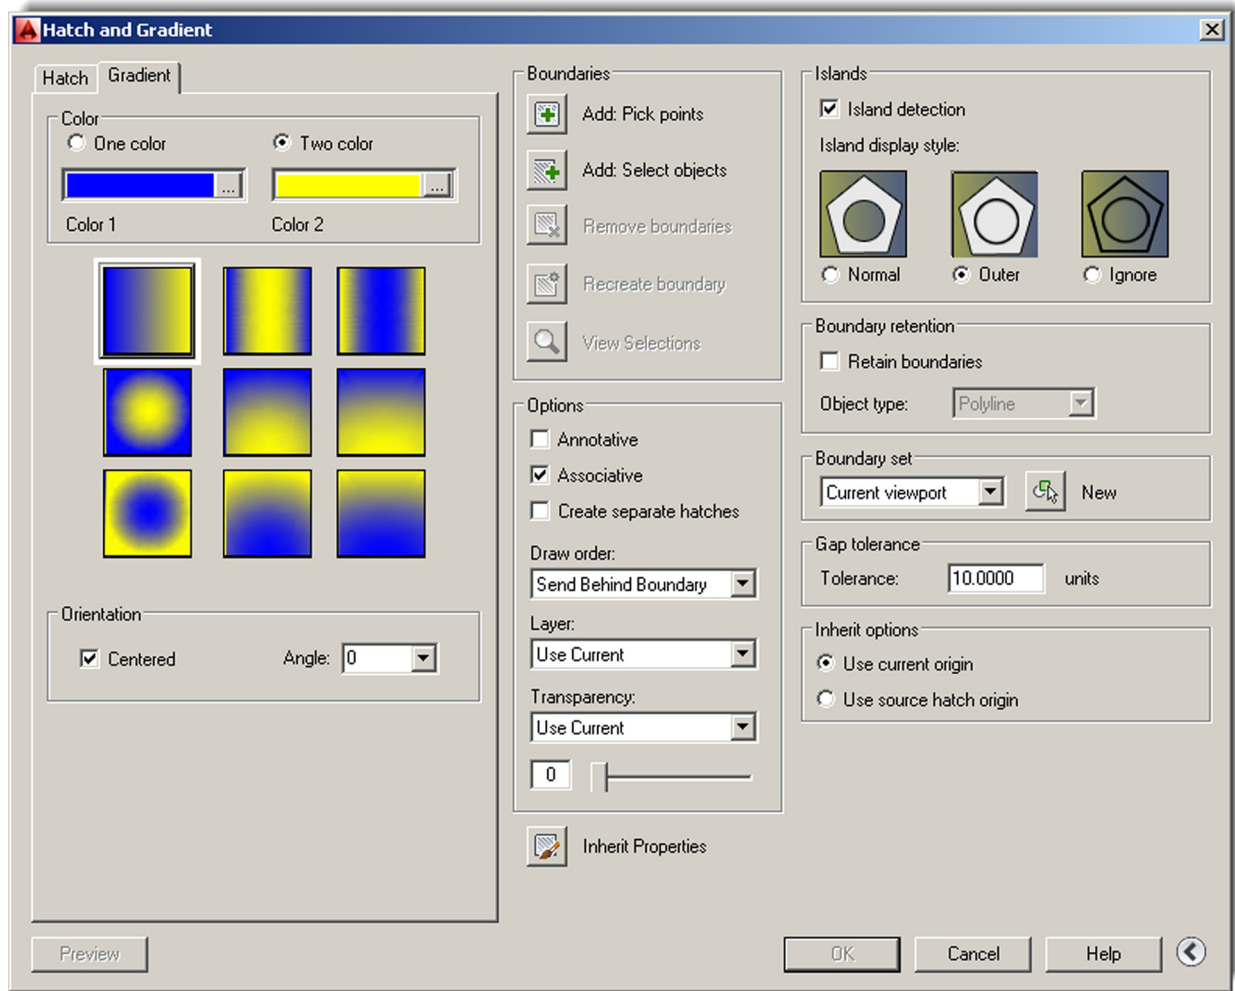 Hatch and Gradient
Hatch
Gradient
Color
One color
Two color
...
...
Color 1
Color 2
Orientation
Centered
Angle: 0
Boundaries
Add: Pick points
Add: Select objects
Remove boundaries
Recreate boundary
View Selections
Options
Annotative
Associative
Create separate hatches
Draw order:
Send Behind Boundary
Layer:
Use Current
Transparency:
Use Current
0
Inherit Properties
Islands
Island detection
Island display style:
Normal
Outer
Ignore
Boundary retention
Retain boundaries
Object type: Polyline
Boundary set
Current viewport
New
Gap tolerance
Tolerance: 10.0000 units
Inherit options
Use current origin
Use source hatch origin
Preview
OK
Cancel
Help